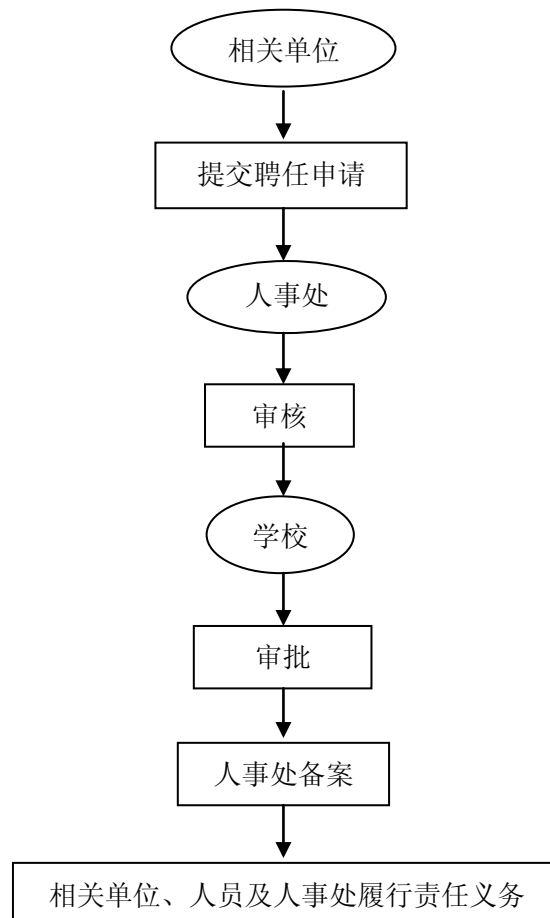 相关单位
提交聘任申请
人事处
审核
学校
审批
人事处备案
相关单位、人员及人事处履行责任义务